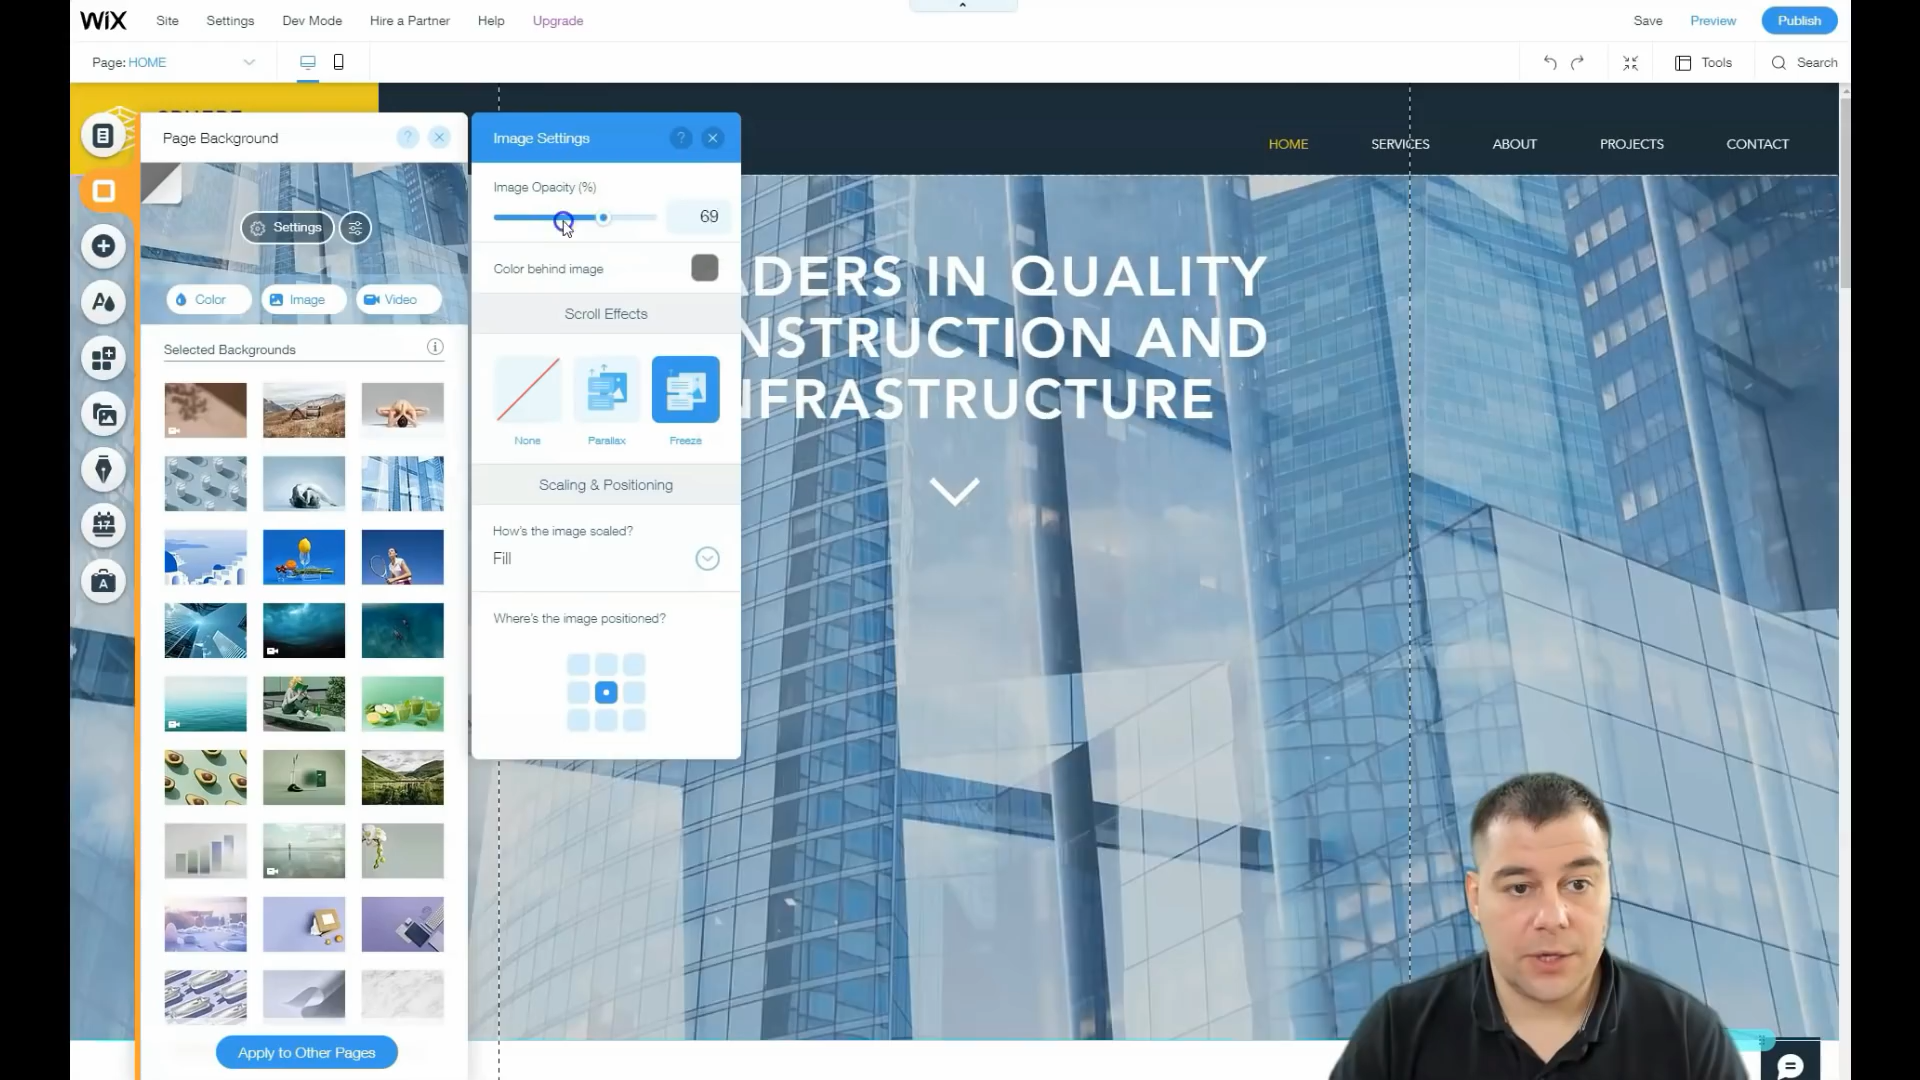 WiX Site Settings Dev Mode Hire a Partner Help Upgrade Save Preview Publish
Page: HOME Tools Search
HOME SERVICES ABOUT PROJECTS CONTACT
Page Background ? 
Settings
Color Image Video
Selected Backgrounds
Apply to Other Pages
Image Settings ?
Image Opacity (%)
69
Color behind image
Scroll Effects
None Parallax Freeze
Scaling & Positioning
How's the image scaled?
Fill
Where's the image positioned?
ADERS IN QUALITY
NSTRUCTION AND
NFRASTRUCTURE
17
A